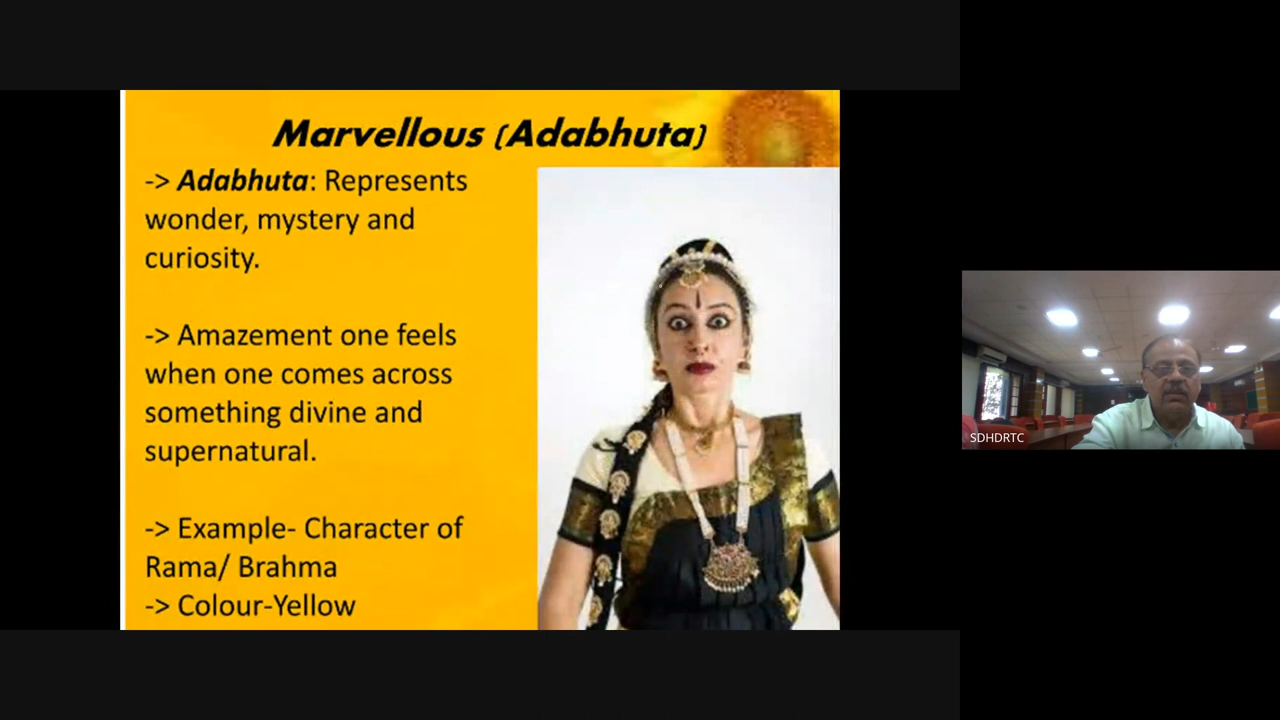 Marvellous (Adabhuta)
-> Adabhuta: Represents
wonder, mystery and
curiosity.
-> Amazement one feels
when one comes across
something divine and
supernatural.
-> Example- Character of
Rama/ Brahma
-> Colour-Yellow
SDHDRTC